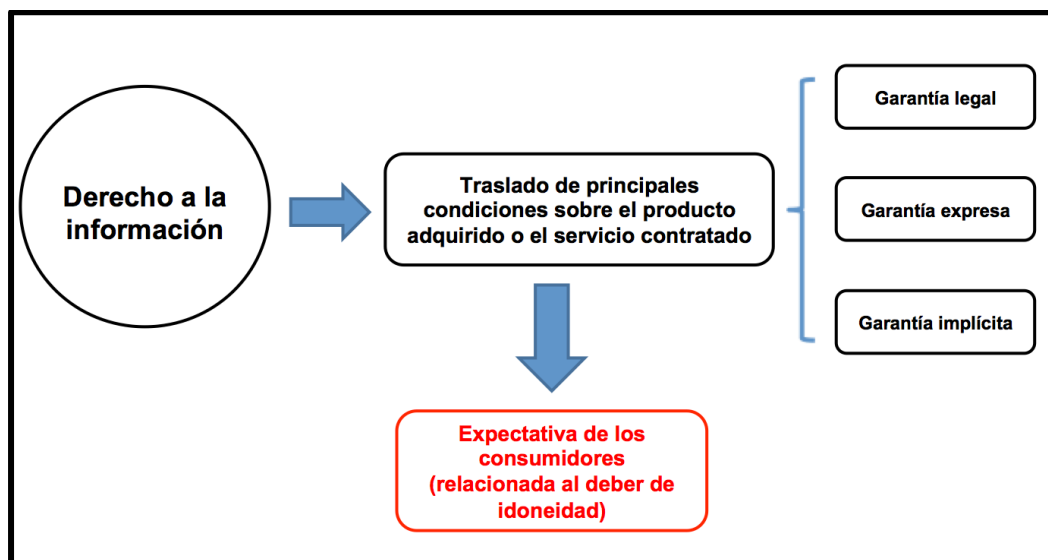 Derecho a la
información
Traslado de principales
condiciones sobre el producto
adquirido o el servicio contratado
Garantía legal
Garantía expresa
Garantía implícita
Expectativa de los
consumidores
(relacionada al deber de
idoneidad)